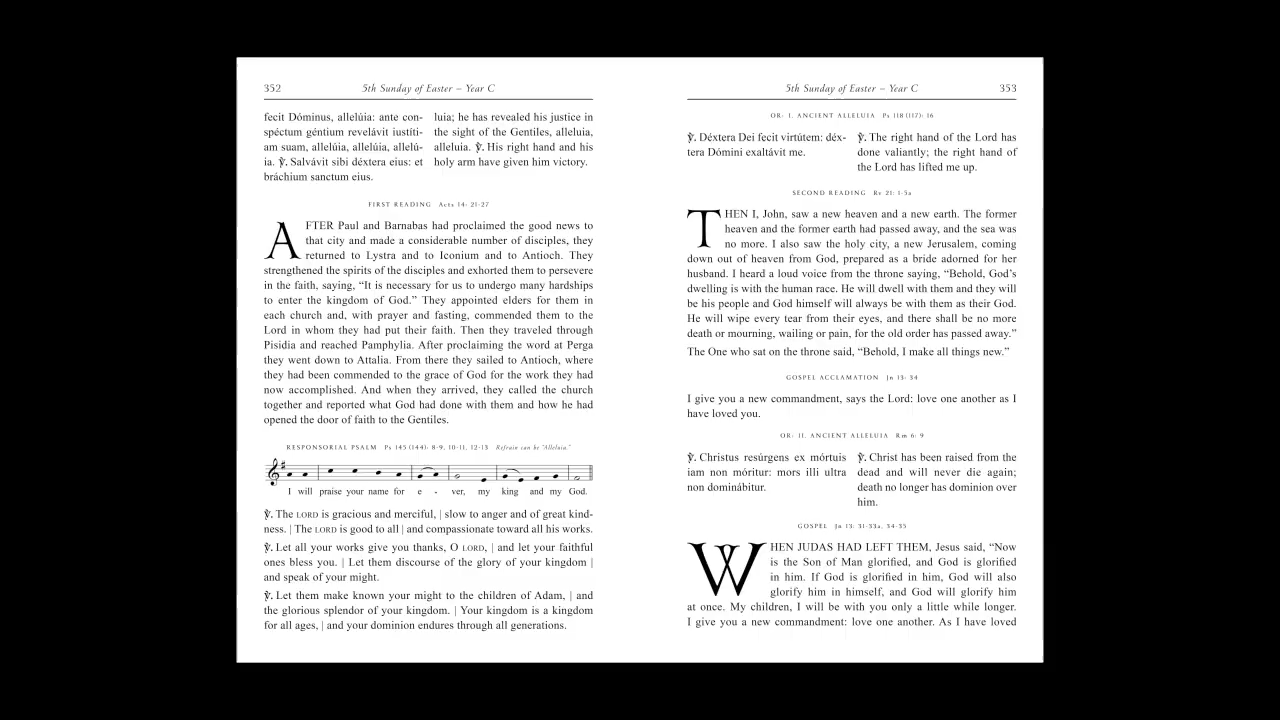 352
5th Sunday of Easter – Year C
fecit Dóminus, allelúia: ante con-
spéctum géntium revelávit iustíti-
am suam, allelúia, allelúia, allelú-
ia. ℣. Salvávit sibi déxtera eius: et
bráchium sanctum eius.
luia; he has revealed his justice in
the sight of the Gentiles, alleluia,
alleluia. ℣. His right hand and his
holy arm have given him victory.
FIRST READING Acts 14: 21-27
AFTER Paul and Barnabas had proclaimed the good news to
that city and made a considerable number of disciples, they
returned to Lystra and to Iconium and to Antioch. They
strengthened the spirits of the disciples and exhorted them to persevere
in the faith, saying, “It is necessary for us to undergo many hardships
to enter the kingdom of God.” They appointed elders for them in
each church and, with prayer and fasting, commended them to the
Lord in whom they had put their faith. Then they traveled through
Pisidia and reached Pamphylia. After proclaiming the word at Perga
they went down to Attalia. From there they sailed to Antioch, where
they had been commended to the grace of God for the work they had
now accomplished. And when they arrived, they called the church
together and reported what God had done with them and how he had
opened the door of faith to the Gentiles.
RESPONSORIAL PSALM Ps 145 (144): 8-9, 10-11, 12-13 Refrain can be “Alleluia.”
I will praise your name for e - ver, my king and my God.
℣. The LORD is gracious and merciful, | slow to anger and of great kind-
ness. | The LORD is good to all | and compassionate toward all his works.
℣. Let all your works give you thanks, O LORD, | and let your faithful
ones bless you. | Let them discourse of the glory of your kingdom |
and speak of your might.
℣. Let them make known your might to the children of Adam, | and
the glorious splendor of your kingdom. | Your kingdom is a kingdom
for all ages, | and your dominion endures through all generations.
5th Sunday of Easter – Year C
353
OR: I. ANCIENT ALLELUIA Ps 118 (117): 16
℣. Déxtera Dei fecit virtútem: déx-
tera Dómini exaltávit me.
℣. The right hand of the Lord has
done valiantly; the right hand of
the Lord has lifted me up.
SECOND READING Rv 21: 1-5a
THEN I, John, saw a new heaven and a new earth. The former
heaven and the former earth had passed away, and the sea was
no more. I also saw the holy city, a new Jerusalem, coming
down out of heaven from God, prepared as a bride adorned for her
husband. I heard a loud voice from the throne saying, “Behold, God’s
dwelling is with the human race. He will dwell with them and they will
be his people and God himself will always be with them as their God.
He will wipe every tear from their eyes, and there shall be no more
death or mourning, wailing or pain, for the old order has passed away.”
The One who sat on the throne said, “Behold, I make all things new.”
GOSPEL ACCLAMATION Jn 13: 34
I give you a new commandment, says the Lord: love one another as I
have loved you.
OR: II. ANCIENT ALLELUIA Rm 6: 9
℣. Christus resúrgens ex mórtuis
iam non móritur: mors illi ultra
non dominábitur.
℣. Christ has been raised from the
dead and will never die again;
death no longer has dominion over
him.
GOSPEL Jn 13: 31-33a, 34-35
WHEN JUDAS HAD LEFT THEM, Jesus said, “Now
is the Son of Man glorified, and God is glorified
in him. If God is glorified in him, God will also
glorify him in himself, and God will glorify him
at once. My children, I will be with you only a little while longer.
I give you a new commandment: love one another. As I have loved